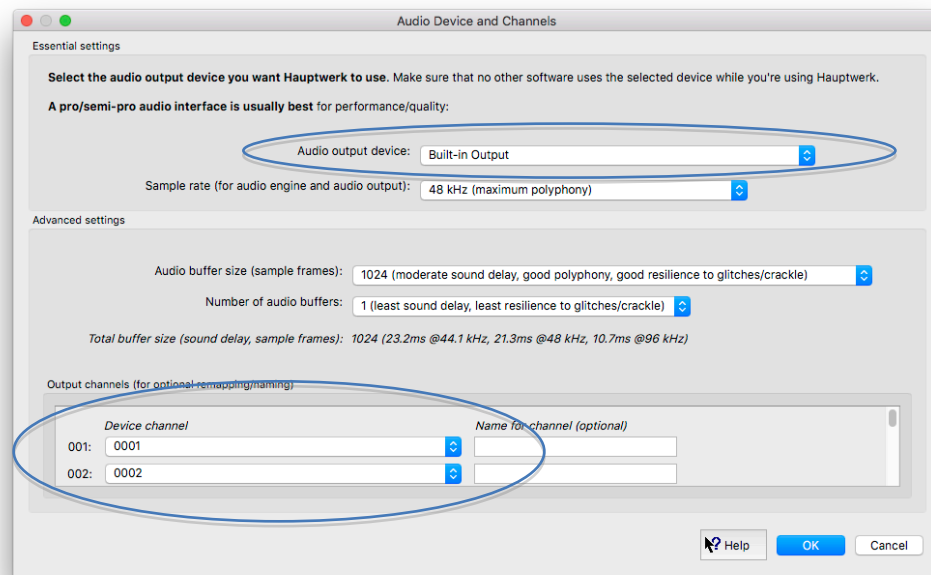 Audio Device and Channels
Essential settings
Select the audio output device you want Hauptwerk to use. Make sure that no other software uses the selected device while you're using Hauptwerk.
A pro/semi-pro audio interface is usually best for performance/quality:
Audio output device: Built-in Output
Sample rate (for audio engine and audio output): 48 kHz (maximum polyphony)
Advanced settings
Audio buffer size (sample frames): 1024 (moderate sound delay, good polyphony, good resilience to glitches/crackle)
Number of audio buffers: 1 (least sound delay, least resilience to glitches/crackle)
Total buffer size (sound delay, sample frames): 1024 (23.2ms @44.1 kHz, 21.3ms @48 kHz, 10.7ms @96 kHz)
Output channels (for optional remapping/naming)
Device channel Name for channel (optional)
001: 0001
002: 0002
? Help OK Cancel